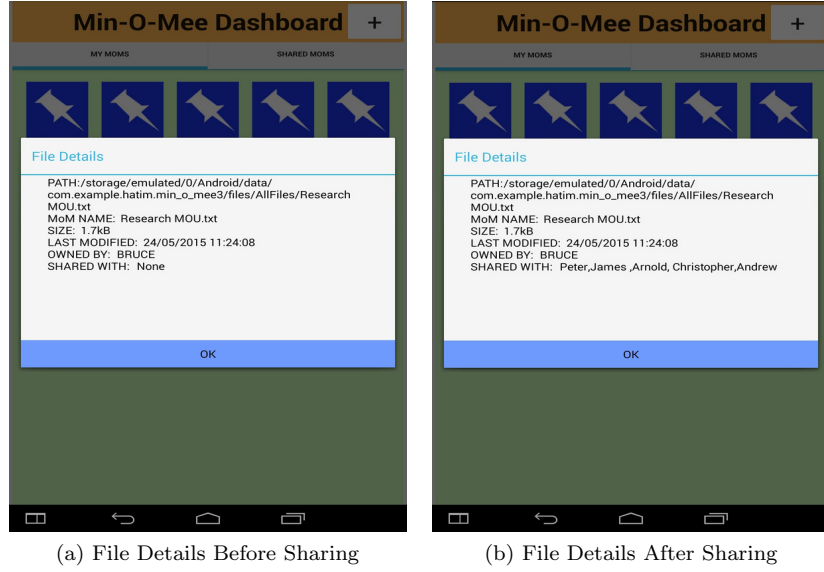 Min-O-Mee Dashboard +
MY MOMS SHARED MOMS
File Details
PATH:/storage/emulated/0/Android/data/
com.example.hatim.min_o_mee3/files/AllFiles/Research
MOU.txt
MoM NAME: Research MOU.txt
SIZE: 1.7kB
LAST MODIFIED: 24/05/2015 11:24:08
OWNED BY: BRUCE
SHARED WITH: None
OK
(a) File Details Before Sharing
Min-O-Mee Dashboard +
MY MOMS SHARED MOMS
File Details
PATH:/storage/emulated/0/Android/data/
com.example.hatim.min_o_mee3/files/AllFiles/Research
MOU.txt
MoM NAME: Research MOU.txt
SIZE: 1.7kB
LAST MODIFIED: 24/05/2015 11:24:08
OWNED BY: BRUCE
SHARED WITH: Peter,James ,Arnold, Christopher,Andrew
OK
(b) File Details After Sharing